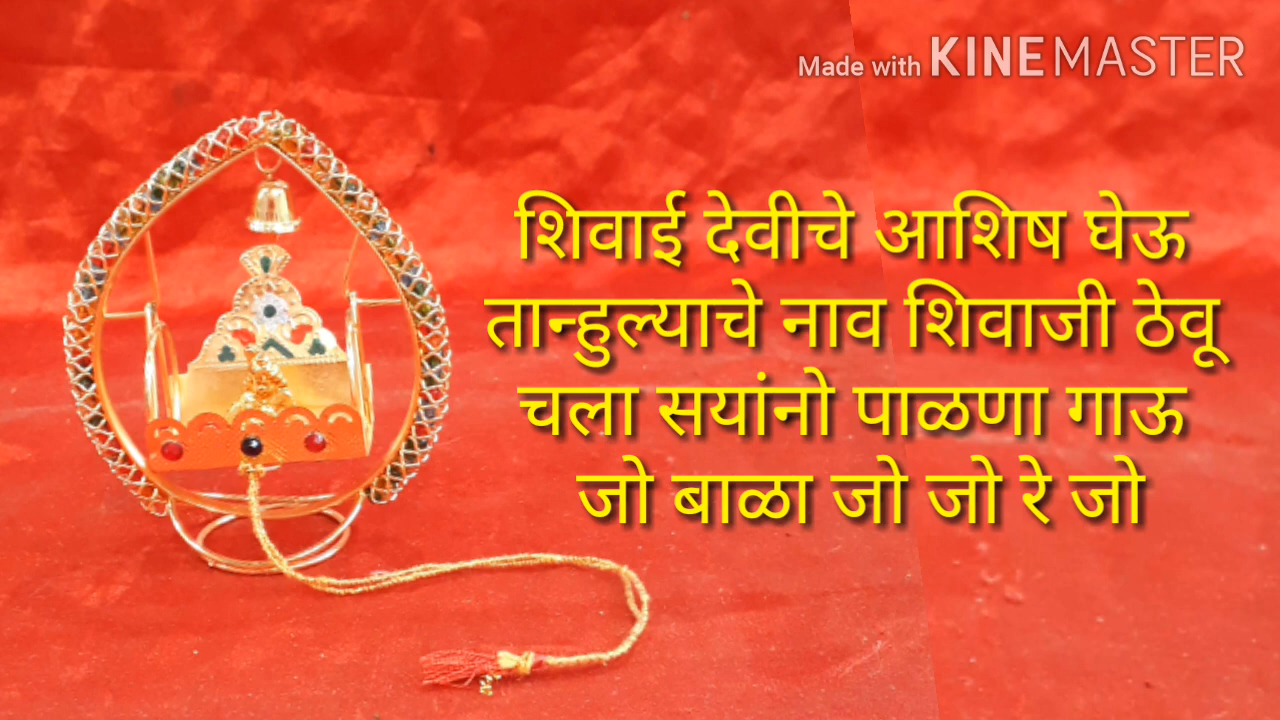 Made with KINEMASTER
शिवाई देवीचे आशिष घेऊ
तान्हुल्याचे नाव शिवाजी ठेवू
चला सयांनो पाळणा गाऊ
जो बाळा जो जो रे जो